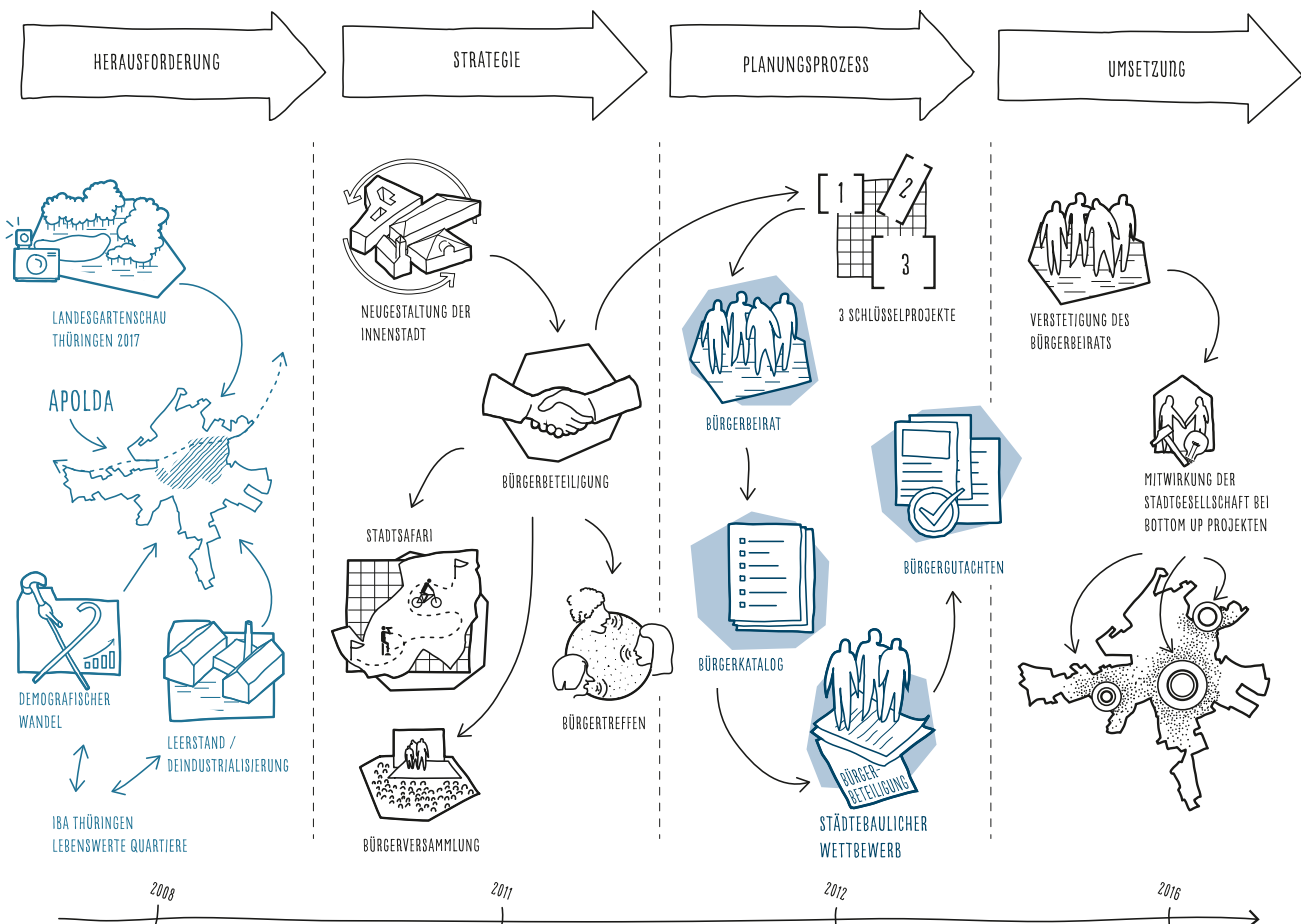 HERAUSFORDERUNG
STRATEGIE
PLANUNGSPROZESS
UMSETZUNG
LANDESGARTENSCHAU
THÜRINGEN 2017
APOLDA
DEMOGRAFISCHER
WANDEL
LEERSTAND /
DEINDUSTRIALISIERUNG
IBA THÜRINGEN
LEBENSWERTE QUARTIERE
NEUGESTALTUNG DER
INNENSTADT
BÜRGERBETEILIGUNG
STADTSAFARI
BÜRGERTREFFEN
BÜRGERVERSAMMLUNG
1
2
3
3 SCHLÜSSELPROJEKTE
BÜRGERBEIRAT
BÜRGERKATALOG
BÜRGERGUTACHTEN
BÜRGER-
BETEILIGUNG
STÄDTEBAULICHER
WETTBEWERB
VERSTETIGUNG DES
BÜRGERBEIRATS
MITWIRKUNG DER
STADTGESELLSCHAFT BEI
BOTTOM UP PROJEKTEN
2008
2011
2012
2016